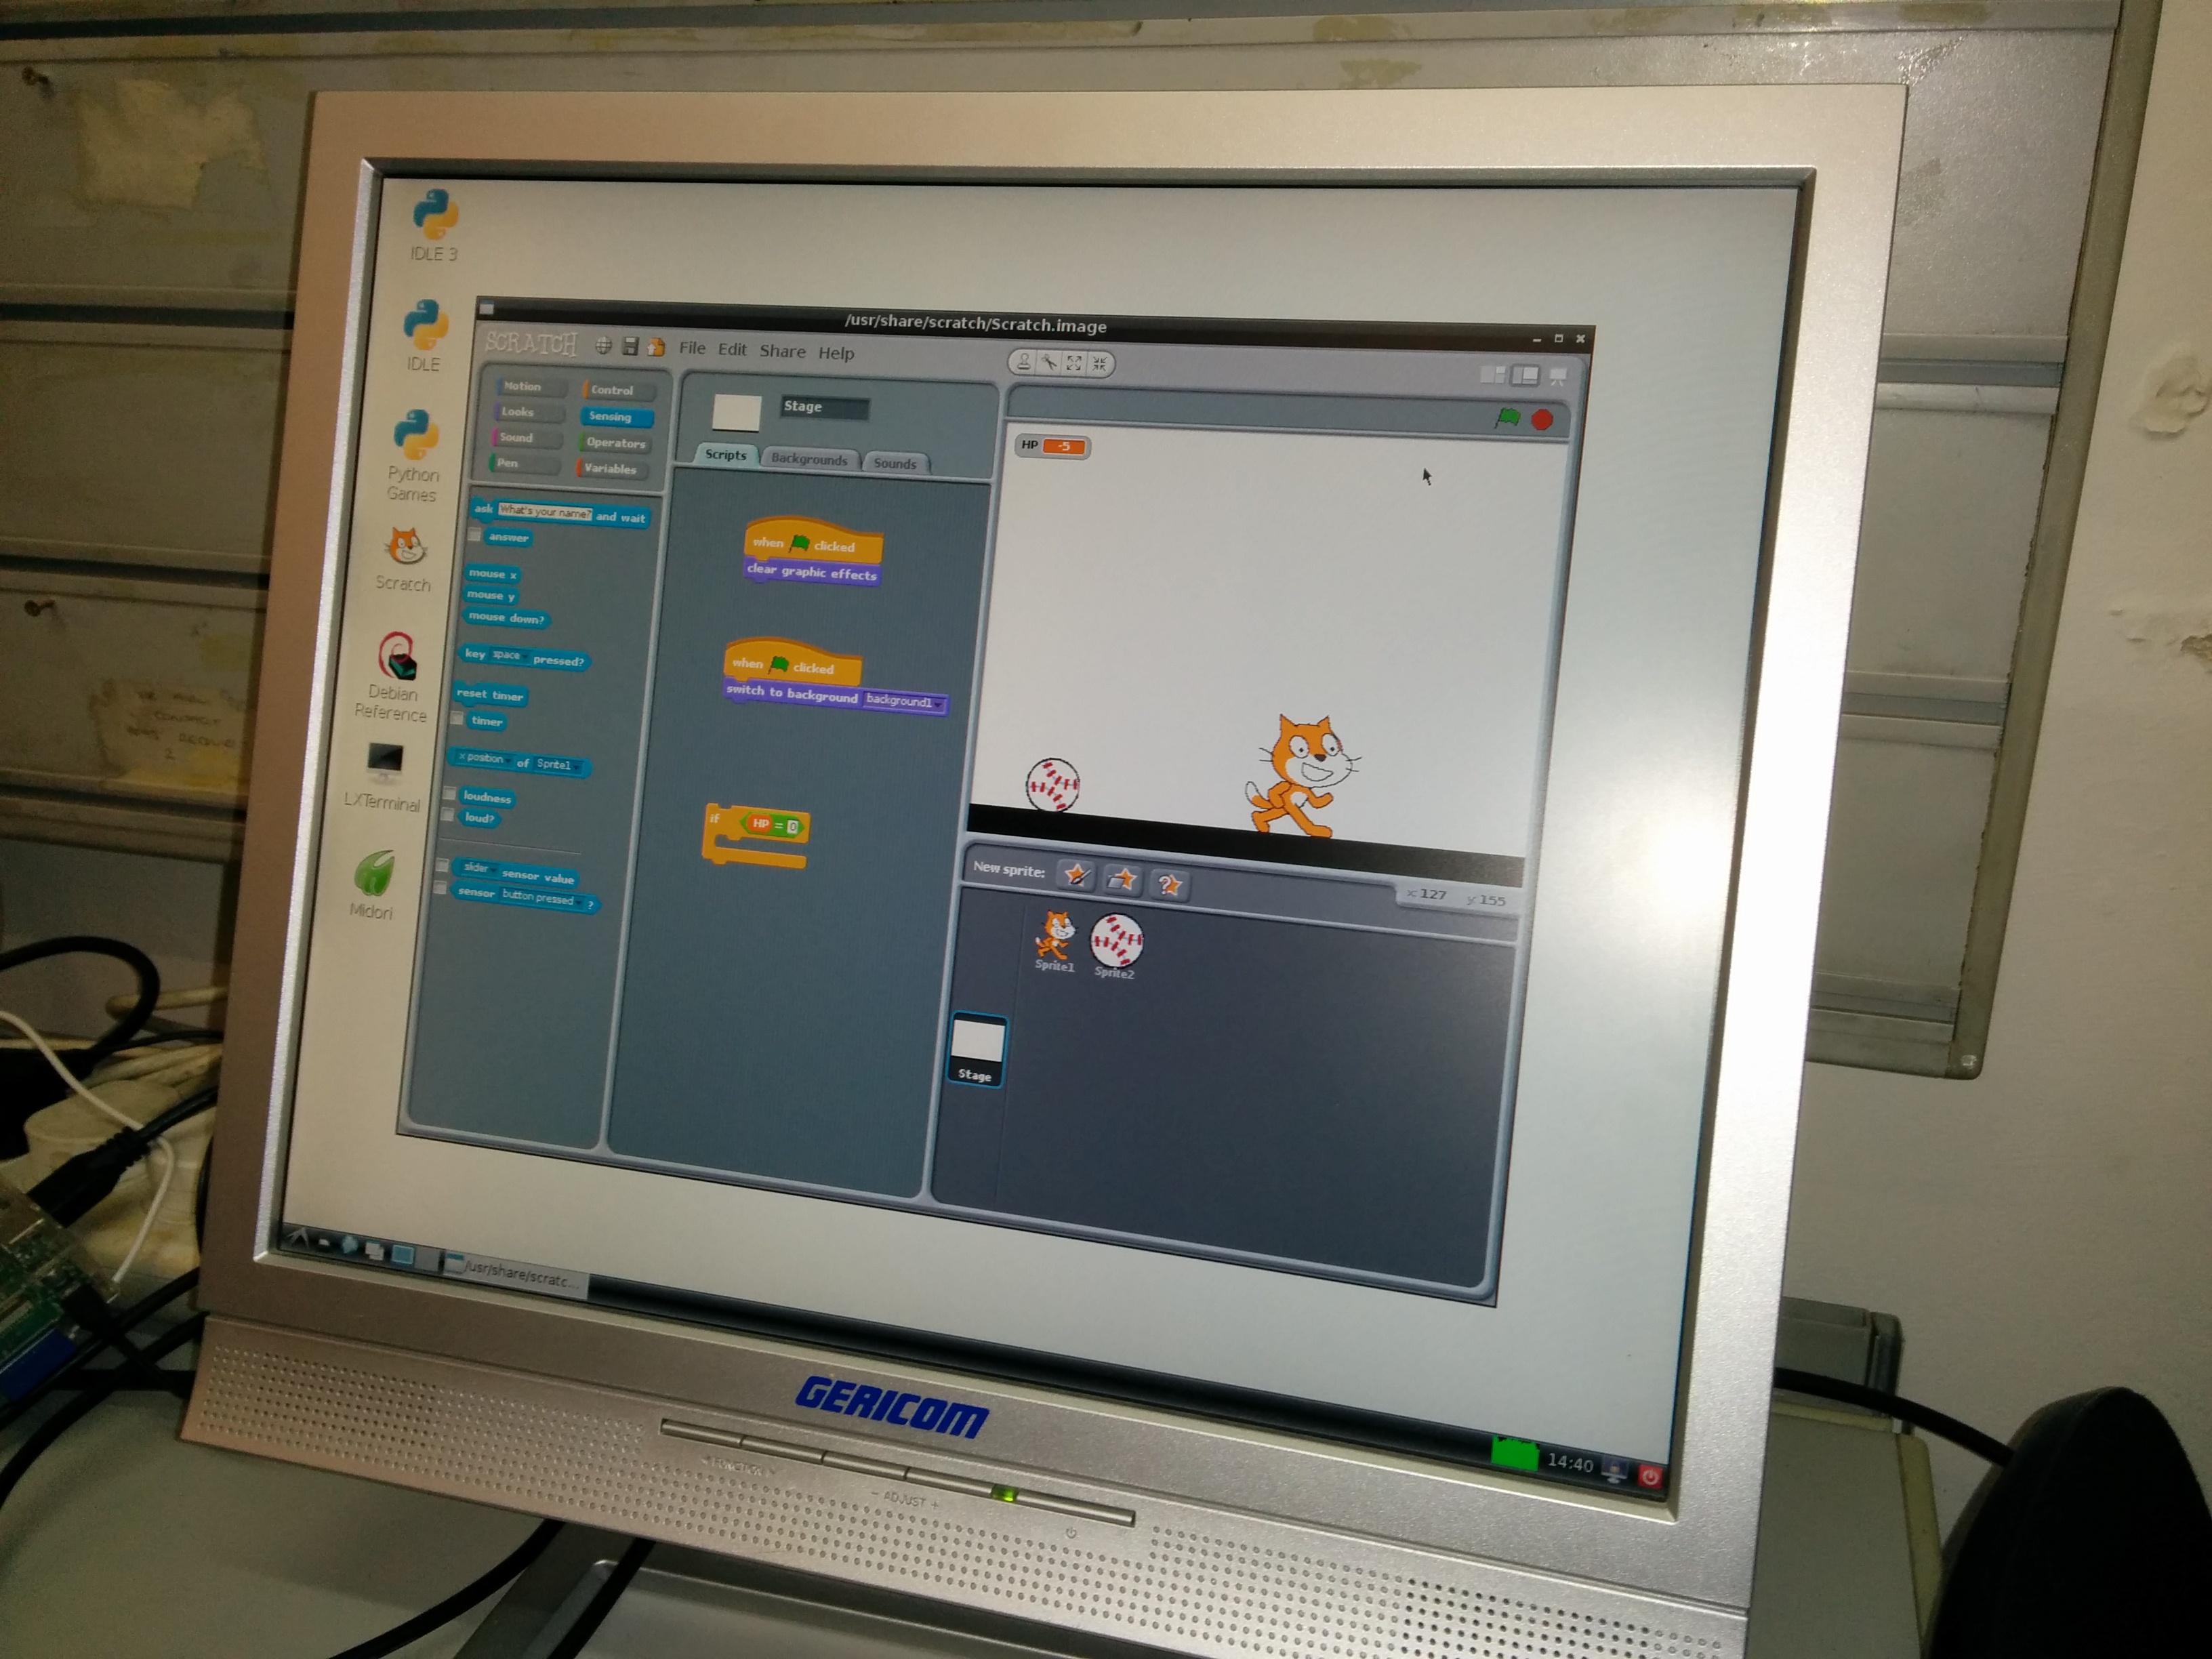 IDLE 3
IDLE
Python
Games
Scratch
Debian
Reference
LXTerminal
Midori
/usr/share/scratch/Scratch.image
SCRATCH File Edit Share Help
Motion Control
Looks Sensing
Sound Operators
Pen Variables
ask What's your name? and wait
answer
mouse x
mouse y
mouse down?
key space pressed?
reset timer
timer
x position of Sprite1
loudness
loud?
slider sensor value
sensor button pressed ?
Stage
Scripts Backgrounds Sounds
when clicked
clear graphic effects
when clicked
switch to background background1
if HP = 0
HP -5
New sprite:
x: 127 y: 155
Sprite1 Sprite2
Stage
/usr/share/scratc...
14:40
GERICOM
FUNCTION
- ADJUST +